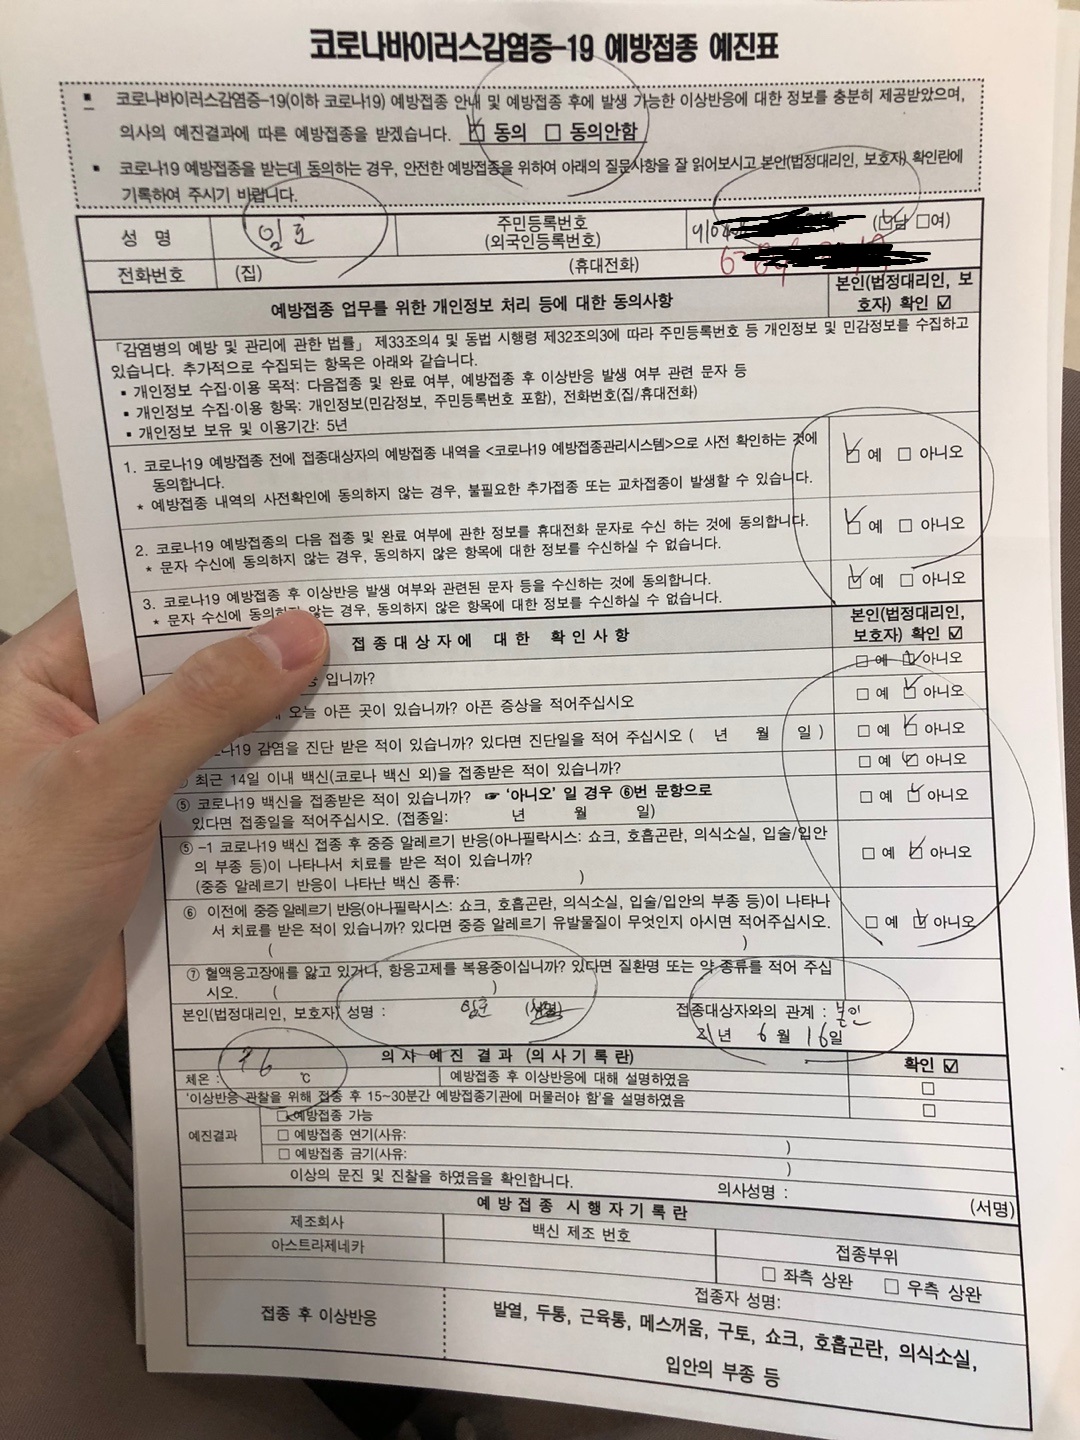 코로나바이러스감염증-19 예방접종 예진표
▪ 코로나바이러스감염증-19(이하 코로나19) 예방접종 안내 및 예방접종 후에 발생 가능한 이상반응에 대한 정보를 충분히 제공받았으며,
의사의 예진결과에 따른 예방접종을 받겠습니다. ☑ 동의 □ 동의안함
▪ 코로나19 예방접종을 받는데 동의하는 경우, 안전한 예방접종을 위하여 아래의 질문사항을 잘 읽어보시고 본인(법정대리인, 보호자) 확인란에
기록하여 주시기 바랍니다.
성 명 임호 주민등록번호 (외국인등록번호) (☑남 □여)
전화번호 (집) (휴대전화)
예방접종 업무를 위한 개인정보 처리 등에 대한 동의사항
본인(법정대리인, 보호자) 확인 ☑
「감염병의 예방 및 관리에 관한 법률」 제33조의4 및 동법 시행령 제32조의3에 따라 주민등록번호 등 개인정보 및 민감정보를 수집하고
있습니다. 추가적으로 수집되는 항목은 아래와 같습니다.
▪ 개인정보 수집·이용 목적: 다음접종 및 완료 여부, 예방접종 후 이상반응 발생 여부 관련 문자 등
▪ 개인정보 수집·이용 항목: 개인정보(민감정보, 주민등록번호 포함), 전화번호(집/휴대전화)
▪ 개인정보 보유 및 이용기간: 5년
1. 코로나19 예방접종 전에 접종대상자의 예방접종 내역을 <코로나19 예방접종관리시스템>으로 사전 확인하는 것에
동의합니다. ☑ 예 □ 아니오
* 예방접종 내역의 사전확인에 동의하지 않는 경우, 불필요한 추가접종 또는 교차접종이 발생할 수 있습니다.
2. 코로나19 예방접종의 다음 접종 및 완료 여부에 관한 정보를 휴대전화 문자로 수신 하는 것에 동의합니다. ☑ 예 □ 아니오
* 문자 수신에 동의하지 않는 경우, 동의하지 않은 항목에 대한 정보를 수신하실 수 없습니다.
3. 코로나19 예방접종 후 이상반응 발생 여부와 관련된 문자 등을 수신하는 것에 동의합니다. ☑ 예 □ 아니오
* 문자 수신에 동의하지 않는 경우, 동의하지 않은 항목에 대한 정보를 수신하실 수 없습니다.
접종대상자에 대한 확인사항
본인(법정대리인, 보호자) 확인 ☑
입니까? □ 예 ☑ 아니오
오늘 아픈 곳이 있습니까? 아픈 증상을 적어주십시오 □ 예 ☑ 아니오
나19 감염을 진단 받은 적이 있습니까? 있다면 진단일을 적어 주십시오 ( 년 월 일 ) □ 예 ☑ 아니오
최근 14일 이내 백신(코로나 백신 외)을 접종받은 적이 있습니까? □ 예 ☑ 아니오
⑤ 코로나19 백신을 접종받은 적이 있습니까? ☞ '아니오' 일 경우 ⑥번 문항으로 □ 예 ☑ 아니오
있다면 접종일을 적어주십시오. (접종일: 년 월 일)
⑤ -1 코로나19 백신 접종 후 중증 알레르기 반응(아나필락시스: 쇼크, 호흡곤란, 의식소실, 입술/입안
의 부종 등)이 나타나서 치료를 받은 적이 있습니까? □ 예 ☑ 아니오
(중증 알레르기 반응이 나타난 백신 종류: )
⑥ 이전에 중증 알레르기 반응(아나필락시스: 쇼크, 호흡곤란, 의식소실, 입술/입안의 부종 등)이 나타나
서 치료를 받은 적이 있습니까? 있다면 중증 알레르기 유발물질이 무엇인지 아시면 적어주십시오. □ 예 ☑ 아니오
( )
⑦ 혈액응고장애를 앓고 있거나, 항응고제를 복용중이십니까? 있다면 질환명 또는 약 종류를 적어 주십
시오. ( )
본인(법정대리인, 보호자) 성명 : 임호 (서명) 접종대상자와의 관계 : 본인
21년 6월 16일
의사 예진 결과 (의사기록란) 확인 ☑
체온 : ℃ 예방접종 후 이상반응에 대해 설명하였음 □
'이상반응 관찰을 위해 접종 후 15~30분간 예방접종기관에 머물러야 함'을 설명하였음 □
예진결과
☑ 예방접종 가능
□ 예방접종 연기(사유: )
□ 예방접종 금기(사유: )
이상의 문진 및 진찰을 하였음을 확인합니다. 의사성명 : (서명)
예방접종 시행자기록란
제조회사 백신 제조 번호 접종부위
아스트라제네카 □ 좌측 상완 □ 우측 상완
접종자 성명:
접종 후 이상반응 발열, 두통, 근육통, 메스꺼움, 구토, 쇼크, 호흡곤란, 의식소실,
입안의 부종 등